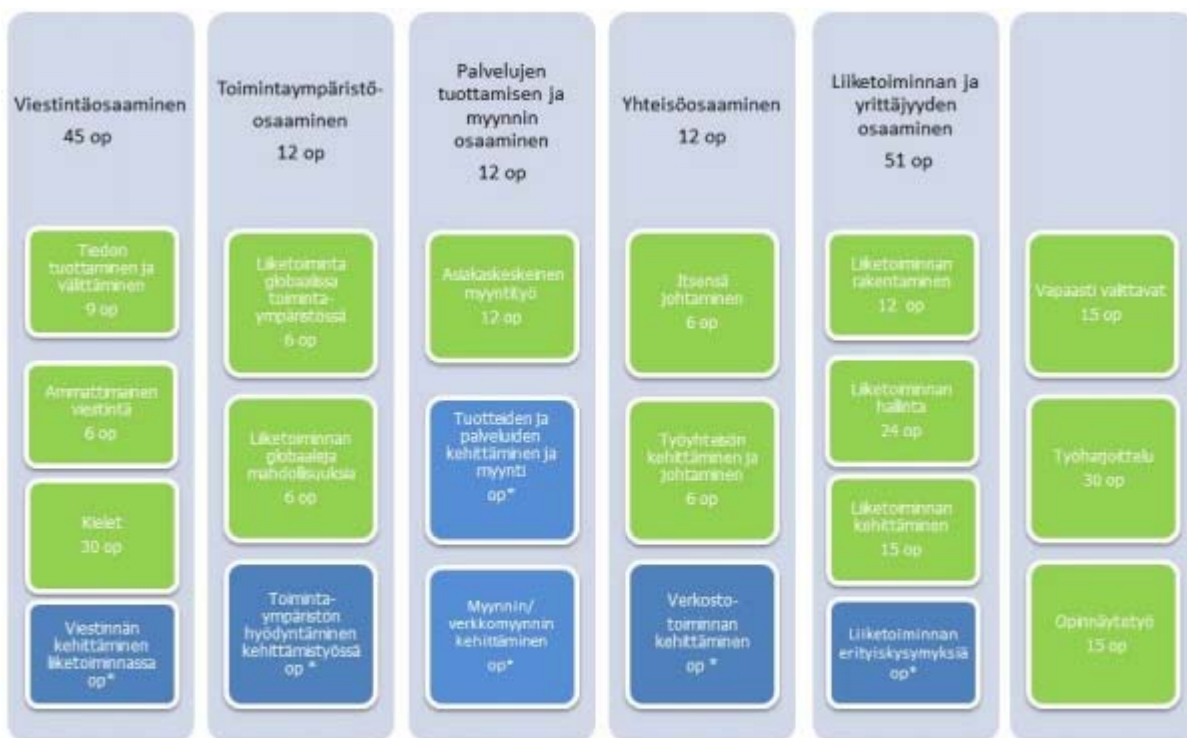 Viestintäosaaminen
45 op
Tiedon
tuottaminen ja
välittäminen
9 op
Ammattimainen
viestintä
6 op
Kielet
30 op
Viestinnän
kehittäminen
liiketoiminnassa
op*
Toimintaympäristö-
osaaminen
12 op
Liiketoiminta
globaalissa
toiminta-
ympäristössä
6 op
Liiketoiminnan
globaaleja
mahdollisuuksia
6 op
Toiminta-
ympäristön
hyödyntäminen
kehittämistyössä
op *
Palvelujen
tuottamisen ja
myynnin
osaaminen
12 op
Asiakaskeskeinen
myyntityö
12 op
Tuotteiden ja
palveluiden
kehittäminen ja
myynti
op*
Myynnin/
verkkomyynnin
kehittäminen
op*
Yhteisöosaaminen
12 op
Itsensä
johtaminen
6 op
Työyhteisön
kehittäminen ja
johtaminen
6 op
Verkosto-
toiminnan
kehittäminen
op *
Liiketoiminnan ja
yrittäjyyden
osaaminen
51 op
Liiketoiminnan
rakentaminen
12 op
Liiketoiminnan
hallinta
24 op
Liiketoiminnan
kehittäminen
15 op
Liiketoiminnan
erityiskysymyksiä
op*
Vapaasti valittavat
15 op
Työharjoittelu
30 op
Opinnäytetyö
15 op